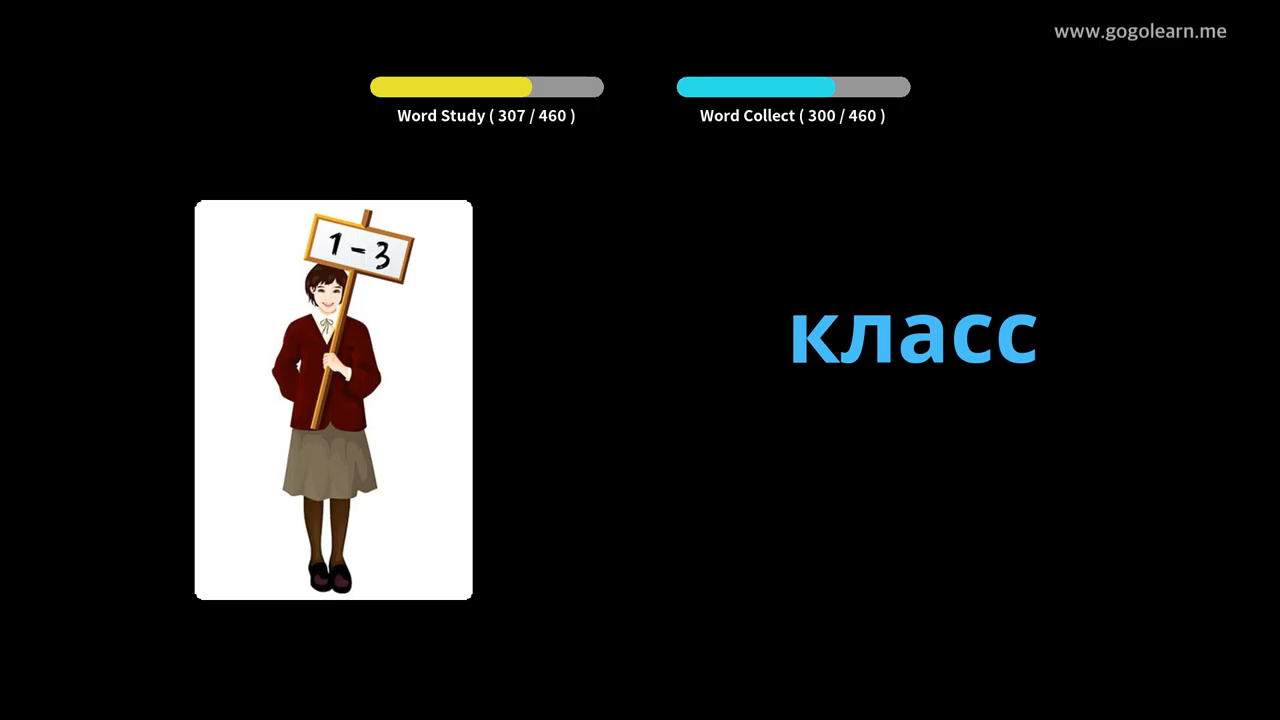 www.gogolearn.me
Word Study ( 307 / 460 )
Word Collect ( 300 / 460 )
1 - 3
класс